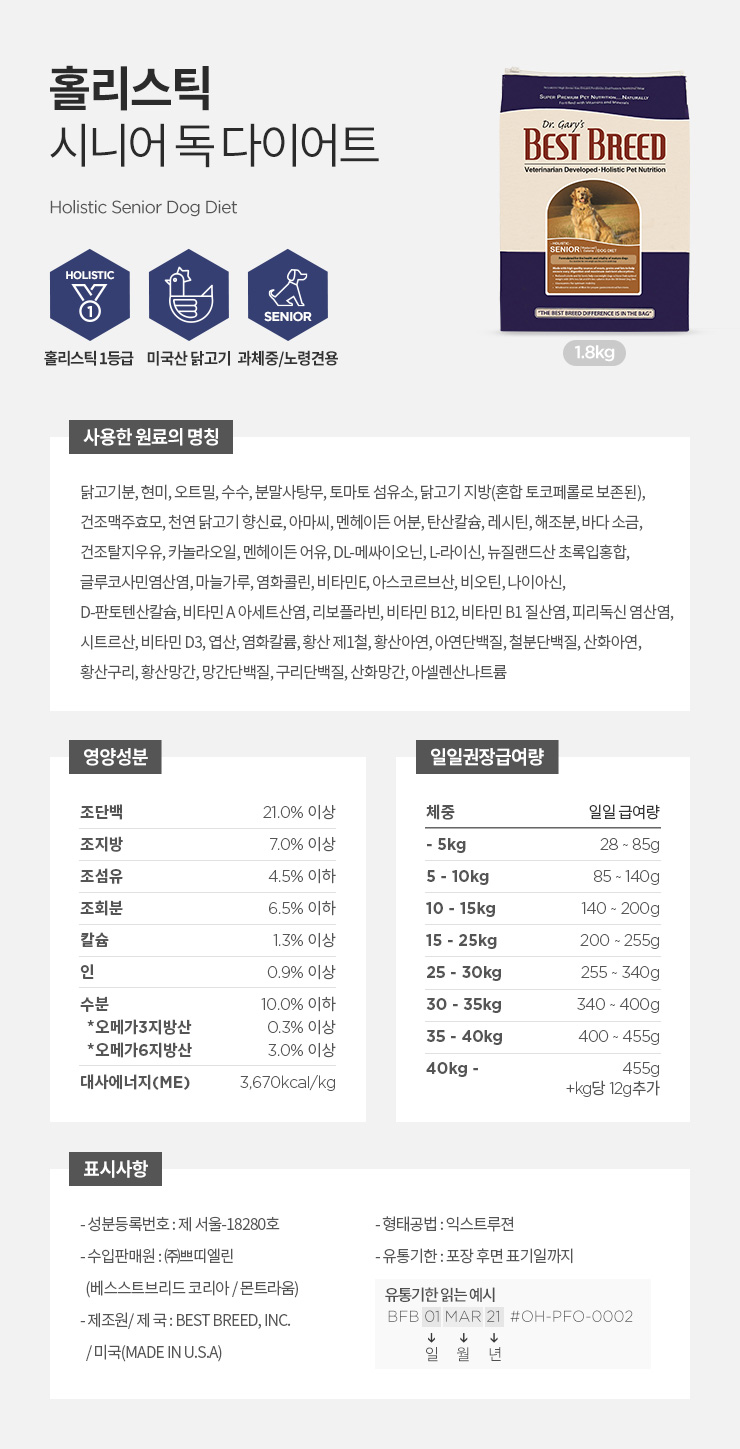 홀리스틱
시니어 독 다이어트
Holistic Senior Dog Diet
HOLISTIC
1
SENIOR
홀리스틱 1등급
미국산 닭고기
과체중/노령견용
SUPER PREMIUM PET NUTRITION...NATURALLY
Fortified with Vitamins and Minerals
Dr. Gary's
BEST BREED
Veterinarian Developed • Holistic Pet Nutrition
HOLISTIC
SENIOR
DOG DIET
"THE BEST BREED DIFFERENCE IS IN THE BAG"
1.8kg
사용한 원료의 명칭
닭고기분, 현미, 오트밀, 수수, 분말사탕무, 토마토 섬유소, 닭고기 지방(혼합 토코페롤로 보존된),
건조맥주효모, 천연 닭고기 향신료, 아마씨, 멘헤이든 어분, 탄산칼슘, 레시틴, 해조분, 바다 소금,
건조탈지우유, 카놀라오일, 멘헤이든 어유, DL-메싸이오닌, L-라이신, 뉴질랜드산 초록입홍합,
글루코사민염산염, 마늘가루, 염화콜린, 비타민E, 아스코르브산, 비오틴, 나이아신,
D-판토텐산칼슘, 비타민 A 아세트산염, 리보플라빈, 비타민 B12, 비타민 B1 질산염, 피리독신 염산염,
시트르산, 비타민 D3, 엽산, 염화칼륨, 황산 제1철, 황산아연, 아연단백질, 철분단백질, 산화아연,
황산구리, 황산망간, 망간단백질, 구리단백질, 산화망간, 아셀렌산나트륨
영양성분
조단백 21.0% 이상
조지방 7.0% 이상
조섬유 4.5% 이하
조회분 6.5% 이하
칼슘 1.3% 이상
인 0.9% 이상
수분 10.0% 이하
*오메가3지방산 0.3% 이상
*오메가6지방산 3.0% 이상
대사에너지(ME) 3,670kcal/kg
일일권장급여량
체중 일일 급여량
- 5kg 28 ~ 85g
5 - 10kg 85 ~ 140g
10 - 15kg 140 ~ 200g
15 - 25kg 200 ~ 255g
25 - 30kg 255 ~ 340g
30 - 35kg 340 ~ 400g
35 - 40kg 400 ~ 455g
40kg - 455g
+kg당 12g추가
표시사항
- 성분등록번호 : 제 서울-18280호
- 수입판매원 : ㈜쁘띠엘린
(베스스트브리드 코리아 / 몬트라움)
- 제조원/ 제 국 : BEST BREED, INC.
/ 미국(MADE IN U.S.A)
- 형태공법 : 익스트루젼
- 유통기한 : 포장 후면 표기일까지
유통기한 읽는 예시
BFB 01 MAR 21 #OH-PFO-0002
일 월 년